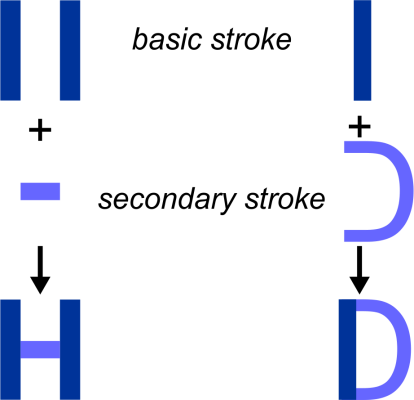 basic stroke
+ +
secondary stroke
H D